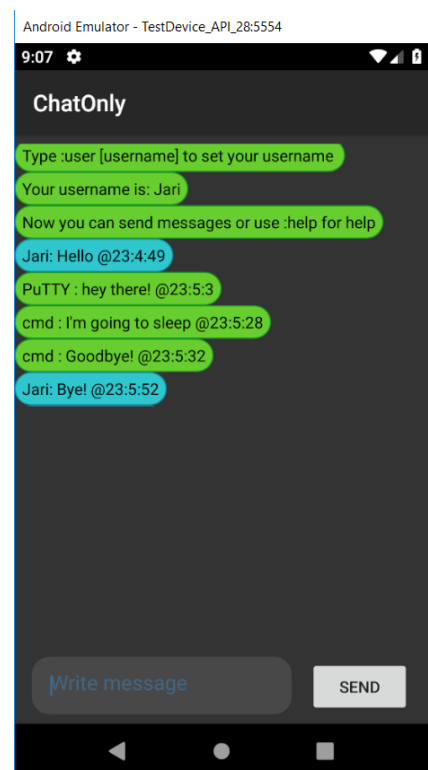 Android Emulator - TestDevice_API_28:5554
9:07
ChatOnly
Type :user [username] to set your username
Your username is: Jari
Now you can send messages or use :help for help
Jari: Hello @23:4:49
PuTTY : hey there! @23:5:3
cmd : I'm going to sleep @23:5:28
cmd : Goodbye! @23:5:32
Jari: Bye! @23:5:52
Write message
SEND